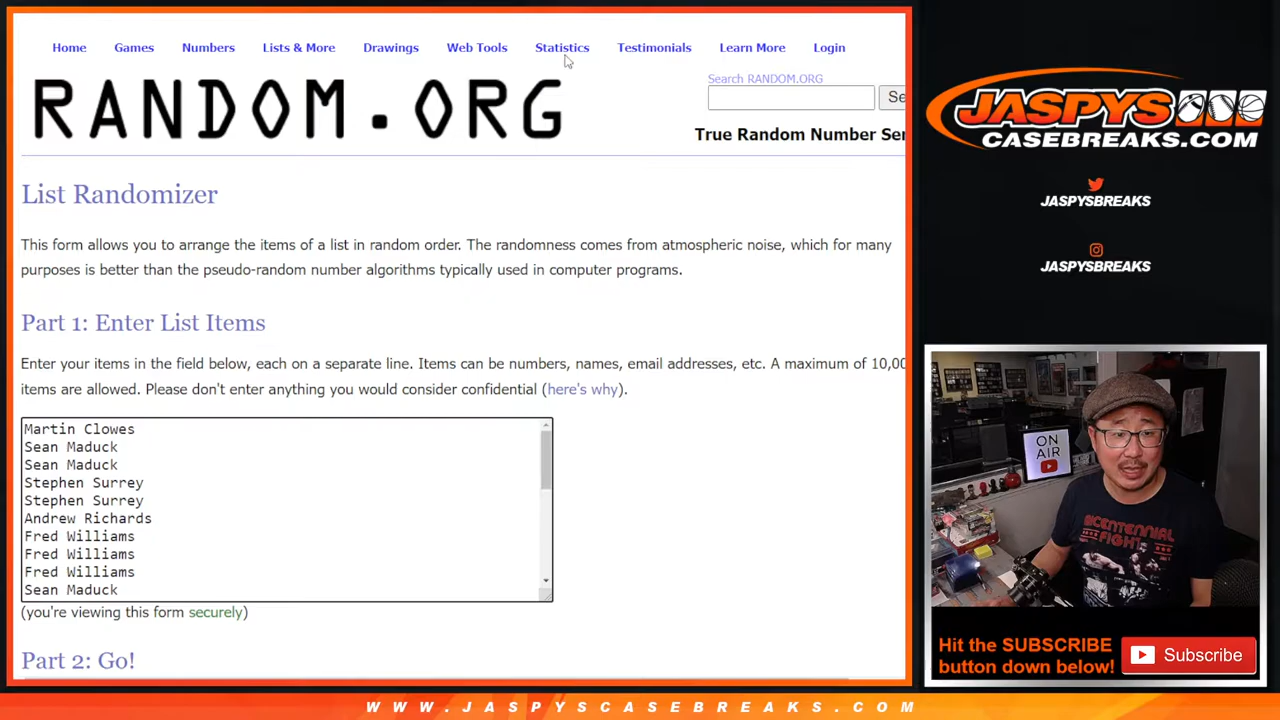 Home Games Numbers Lists & More Drawings Web Tools Statistics Testimonials Learn More Login
RANDOM.ORG
Search RANDOM.ORG
True Random Number Ser
List Randomizer
This form allows you to arrange the items of a list in random order. The randomness comes from atmospheric noise, which for many
purposes is better than the pseudo-random number algorithms typically used in computer programs.
Part 1: Enter List Items
Enter your items in the field below, each on a separate line. Items can be numbers, names, email addresses, etc. A maximum of 10,00
items are allowed. Please don't enter anything you would consider confidential (here's why).
Martin Clowes
Sean Maduck
Sean Maduck
Stephen Surrey
Stephen Surrey
Andrew Richards
Fred Williams
Fred Williams
Fred Williams
Sean Maduck
(you're viewing this form securely)
Part 2: Go!
JASPYS
CASEBREAKS.COM
JASPYSBREAKS
JASPYSBREAKS
ON
AIR
BICENTENNIAL
FIGHT
Hit the SUBSCRIBE
button down below!
Subscribe
WWW.JASPYSCASEBREAKS.COM